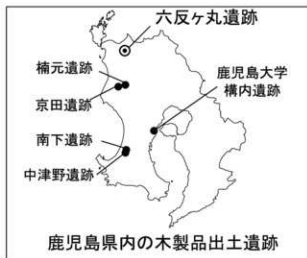 六反ヶ丸遺跡
楠元遺跡
京田遺跡
鹿児島大学
構内遺跡
南下遺跡
中津野遺跡
鹿児島県内の木製品出土遺跡